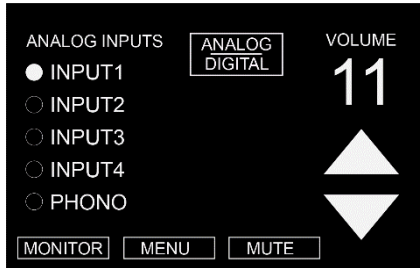 ANALOG INPUTS
INPUT1
INPUT2
INPUT3
INPUT4
PHONO
ANALOG
DIGITAL
VOLUME
11
MONITOR
MENU
MUTE